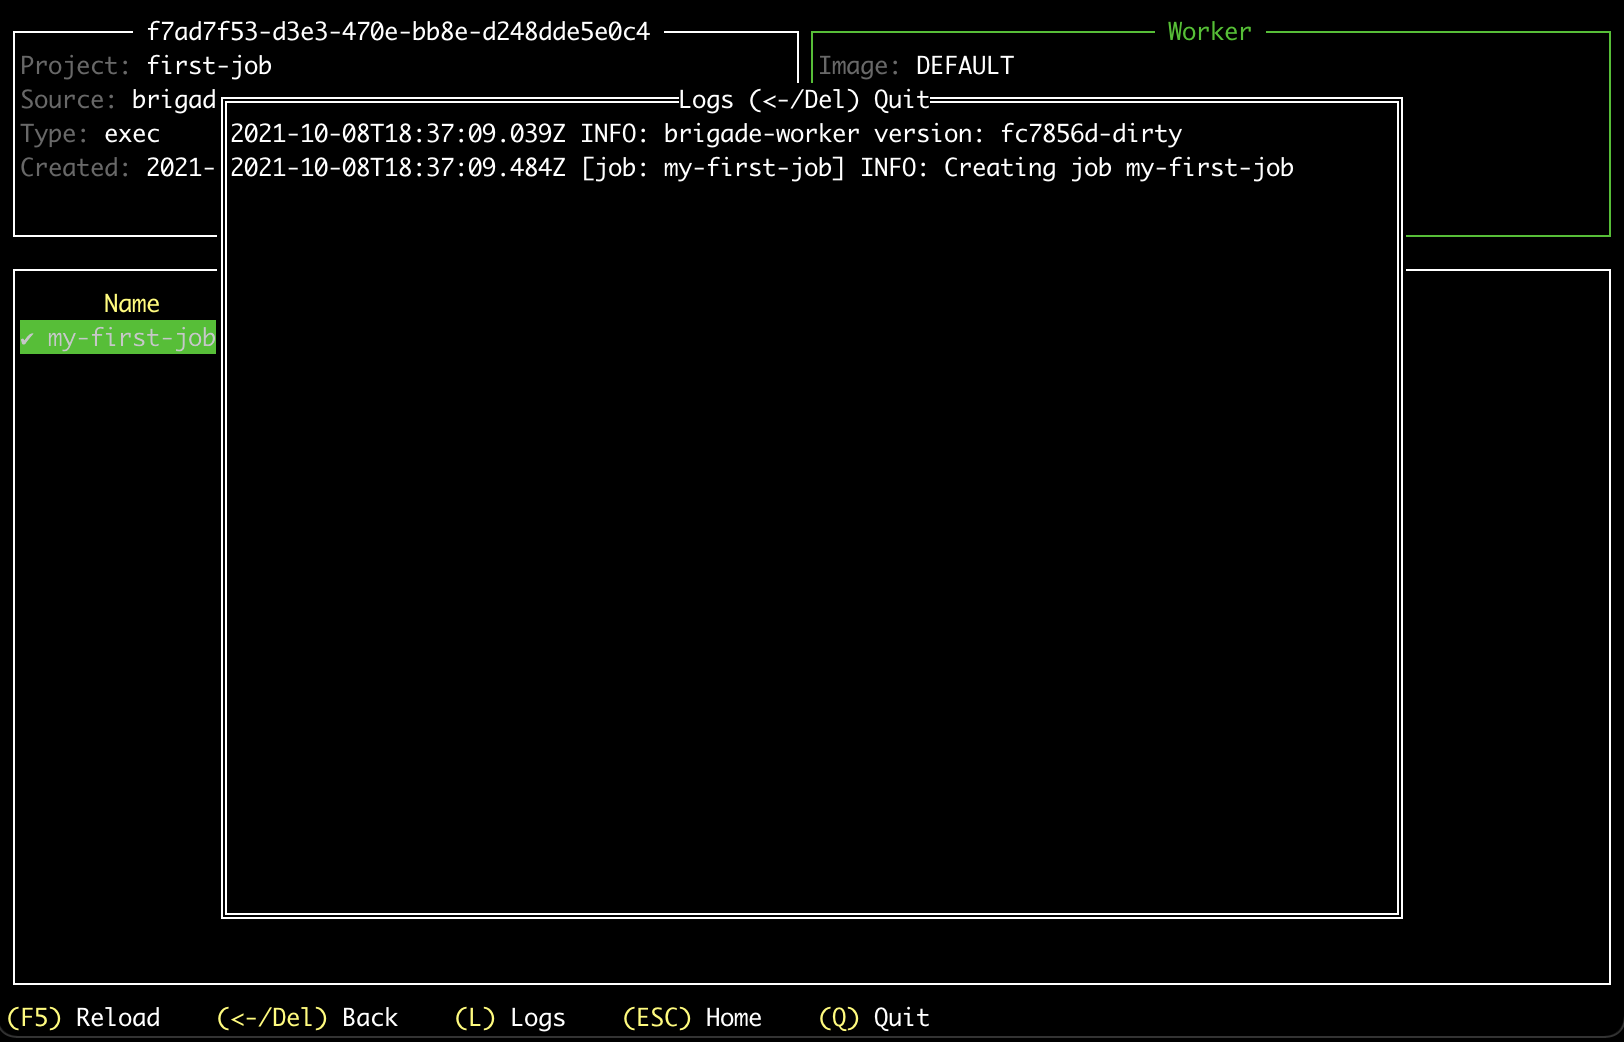 f7ad7f53-d3e3-470e-bb8e-d248dde5e0c4
Project: first-job
Source: brigad
Type: exec
Created: 2021-
Worker
Image: DEFAULT
Logs (<-/Del) Quit
2021-10-08T18:37:09.039Z INFO: brigade-worker version: fc7856d-dirty
2021-10-08T18:37:09.484Z [job: my-first-job] INFO: Creating job my-first-job
Name
✔ my-first-job
(F5) Reload (<-/Del) Back (L) Logs (ESC) Home (Q) Quit